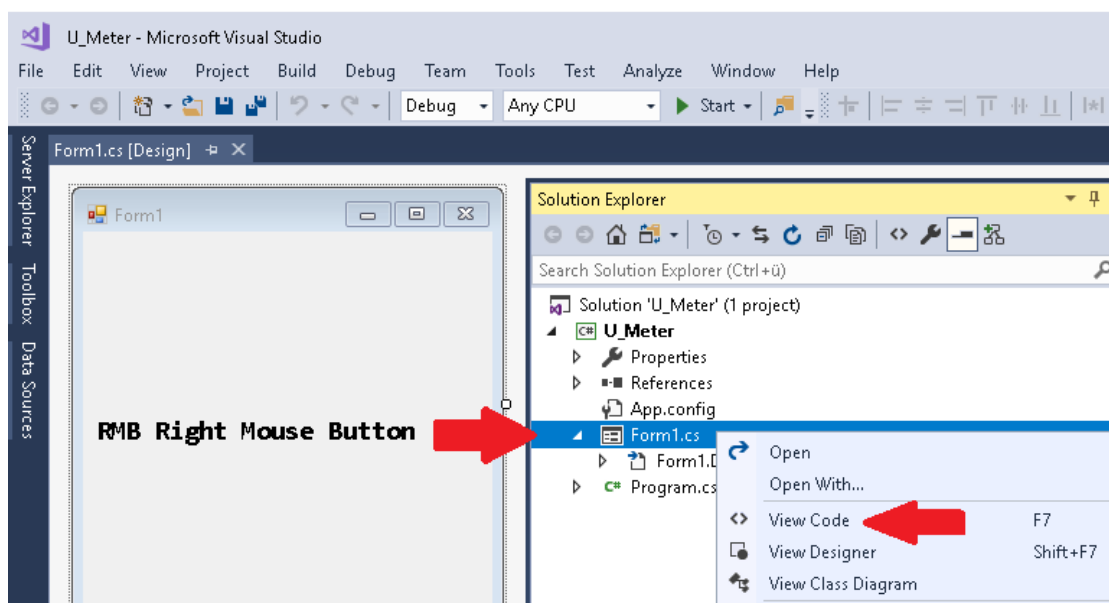 U_Meter - Microsoft Visual Studio
File Edit View Project Build Debug Team Tools Test Analyze Window Help
Debug Any CPU Start
Server Explorer
Toolbox
Data Sources
Form1.cs [Design]
Form1
RMB Right Mouse Button
Solution Explorer
Search Solution Explorer (Ctrl+ü)
Solution 'U_Meter' (1 project)
C# U_Meter
Properties
References
App.config
Form1.cs
Form1.D
C# Program.cs
Open
Open With...
View Code F7
View Designer Shift+F7
View Class Diagram